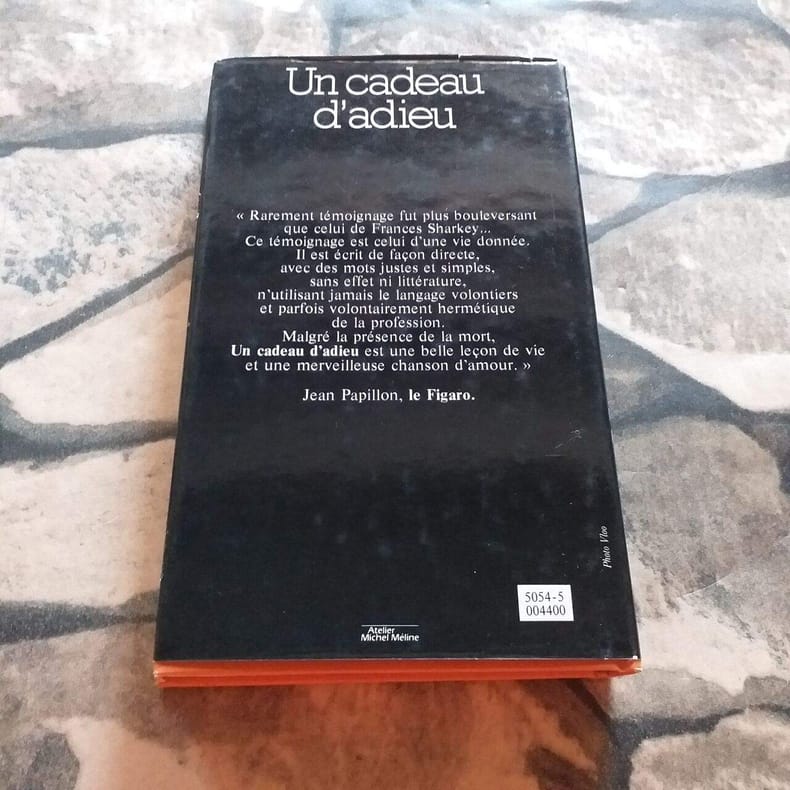 Un cadeau
d'adieu
« Rarement témoignage fut plus bouleversant
que celui de Frances Sharkey...
Ce témoignage est celui d'une vie donnée.
Il est écrit de façon directe,
avec des mots justes et simples,
sans effet ni littérature,
n'utilisant jamais le langage volontiers
et parfois volontairement hermétique
de la profession.
Malgré la présence de la mort,
Un cadeau d'adieu est une belle leçon de vie
et une merveilleuse chanson d'amour. »
Jean Papillon, le Figaro.
Photo Vloo
5054-5
004400
Atelier
Michel Méline